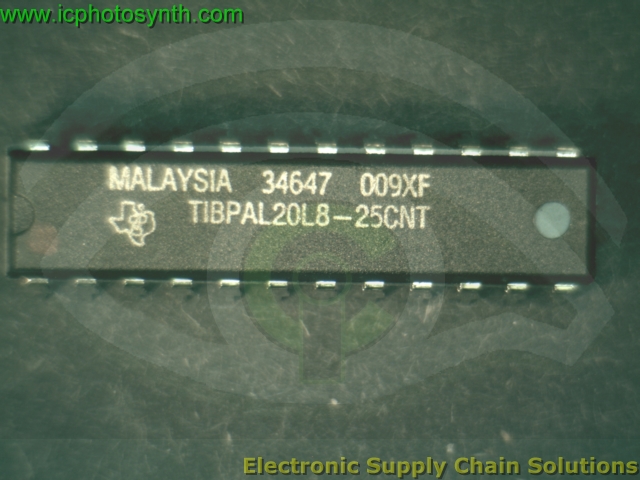 www.icphotosynth.com
MALAYSIA 34647 009XF
TIBPAL20L8-25CNT
Electronic Supply Chain Solutions